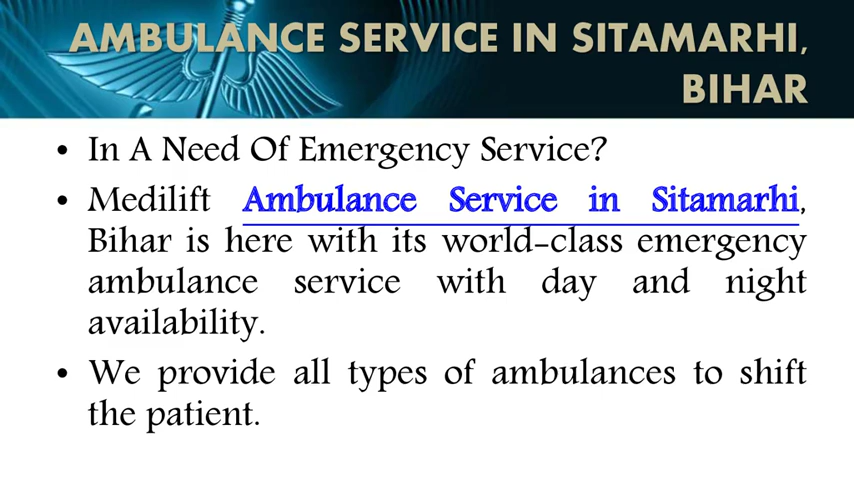 AMBULANCE SERVICE IN SITAMARHI,
BIHAR
• In A Need Of Emergency Service?
• Medilift Ambulance Service in Sitamarhi,
Bihar is here with its world-class emergency
ambulance service with day and night
availability.
• We provide all types of ambulances to shift
the patient.